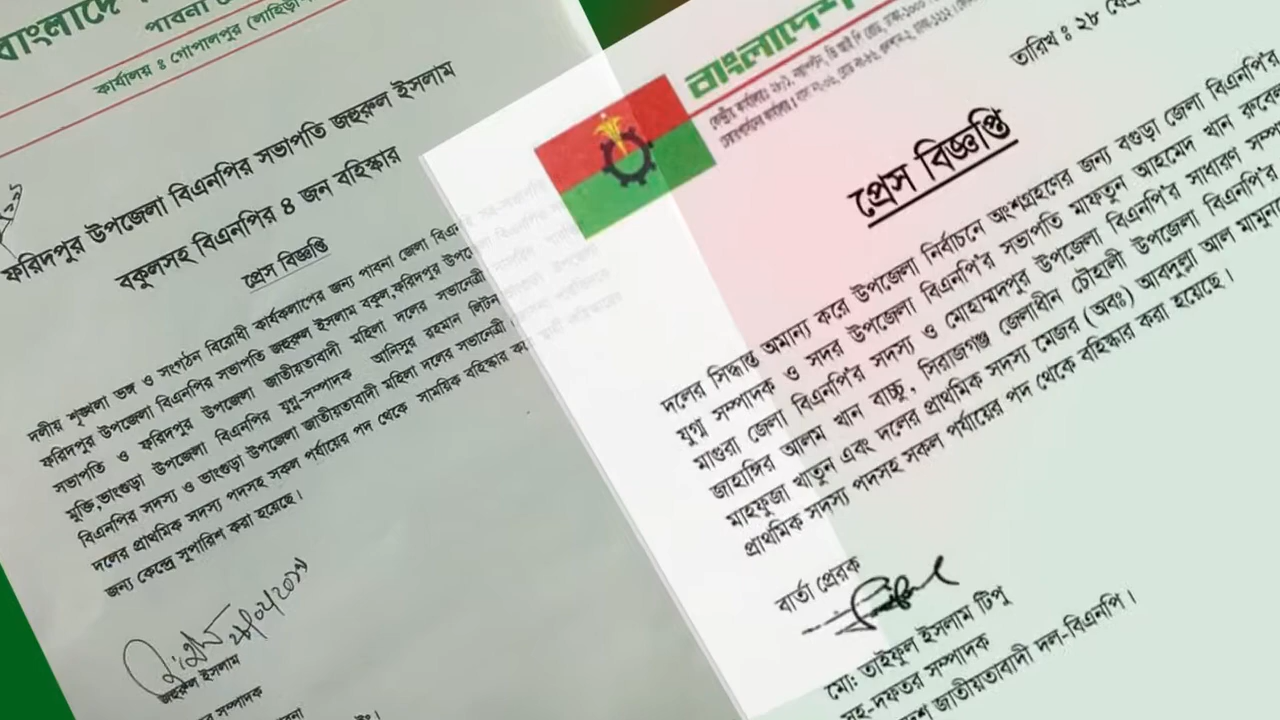 বাংলাদে
পাবনা
কার্যালয় ঃ গোপালপুর (লাহিড়ী
ফরিদপুর উপজেলা বিএনপির সভাপতি জহুরুল ইসলাম
বকুলসহ বিএনপির ৪ জন বহিস্কার
প্রেস বিজ্ঞপ্তি
দলীয় শৃঙ্খলা ভঙ্গ ও সংগঠন বিরোধী কার্যকলাপের জন্য পাবনা জেলা বিএন
ফরিদপুর উপজেলা বিএনপির সভাপতি জহুরুল ইসলাম বকুল,ফরিদপুর উপজে
সভাপতি ও ফরিদপুর উপজেলা জাতীয়তাবাদী মহিলা দলের সভানেত্রী
মুক্তি,ভাংগুড়া উপজেলা বিএনপির যুগ্ন-সম্পাদক আনিসুর রহমান লিটন
বিএনপির সদস্য ও ভাংগুড়া উপজেলা জাতীয়তাবাদী মহিলা দলের সভানেত্রী
দলের প্রাথমিক সদস্য পদসহ সকল পর্যায়ের পদ থেকে সাময়িক বহিস্কার
জন্য কেন্দ্রে সুপারিশ করা হয়েছে।
জহুরুল ইসলাম
সম্পাদক
বাংলাদেশ
তারিখ ঃ ২৮
প্রেস বিজ্ঞপ্তি
দলের সিদ্ধান্ত অমান্য করে উপজেলা নির্বাচনে অংশগ্রহণের জন্য বগুড়া জেলা বিএনপি'র
যুগ্ম সম্পাদক ও সদর উপজেলা বিএনপি'র সভাপতি মাফতুন আহমেদ খান রুবেল
মাগুরা জেলা বিএনপি'র সদস্য ও মোহাম্মদপুর উপজেলা বিএনপি'র সাধারণ সম্পা
জাহাঙ্গির আলম খান বাচ্চু, সিরাজগঞ্জ জেলাধীন চৌহালী উপজেলা বিএনপি'র
মাহফুজা খাতুন এবং দলের প্রাথমিক সদস্য মেজর (অবঃ) আবদুল্লা আল মামুন
প্রাথমিক সদস্য পদসহ সকল পর্যায়ের পদ থেকে বহিস্কার করা হয়েছে।
বার্তা প্রেরক
মো: তাইফুল ইসলাম টিপু
সহ-দফতর সম্পাদক
জাতীয়তাবাদী দল-বিএনপি।